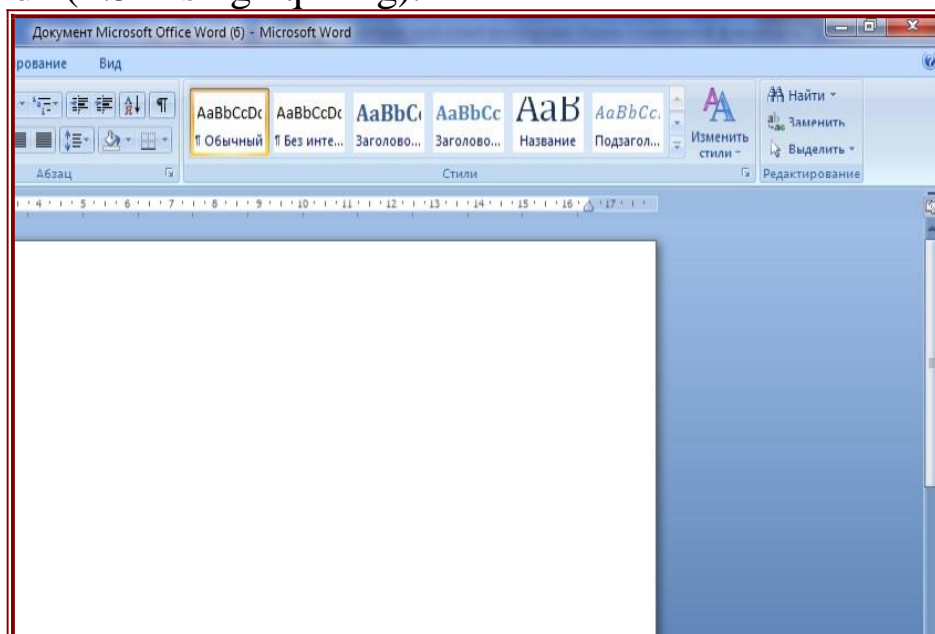 Документ Microsoft Office Word (6) - Microsoft Word
рование Вид
AaBbCcDc AaBbCcDc AaBbC AaBbCc AaB AaBbCc.
¶ Обычный ¶ Без инте... Заголово... Заголово... Название Подзагол...
Изменить стили
Найти
Заменить
Выделить
Абзац Стили Редактирование
4 5 6 7 8 9 10 11 12 13 14 15 16 17